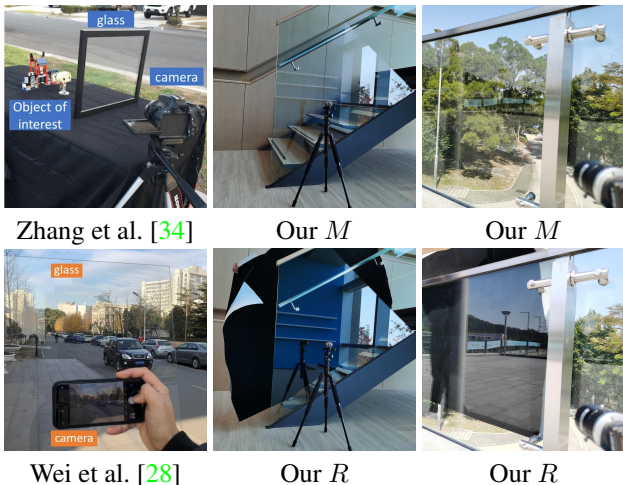 glass
camera
Object of
interest
Zhang et al. [34]
Our M
Our M
glass
camera
Wei et al. [28]
Our R
Our R